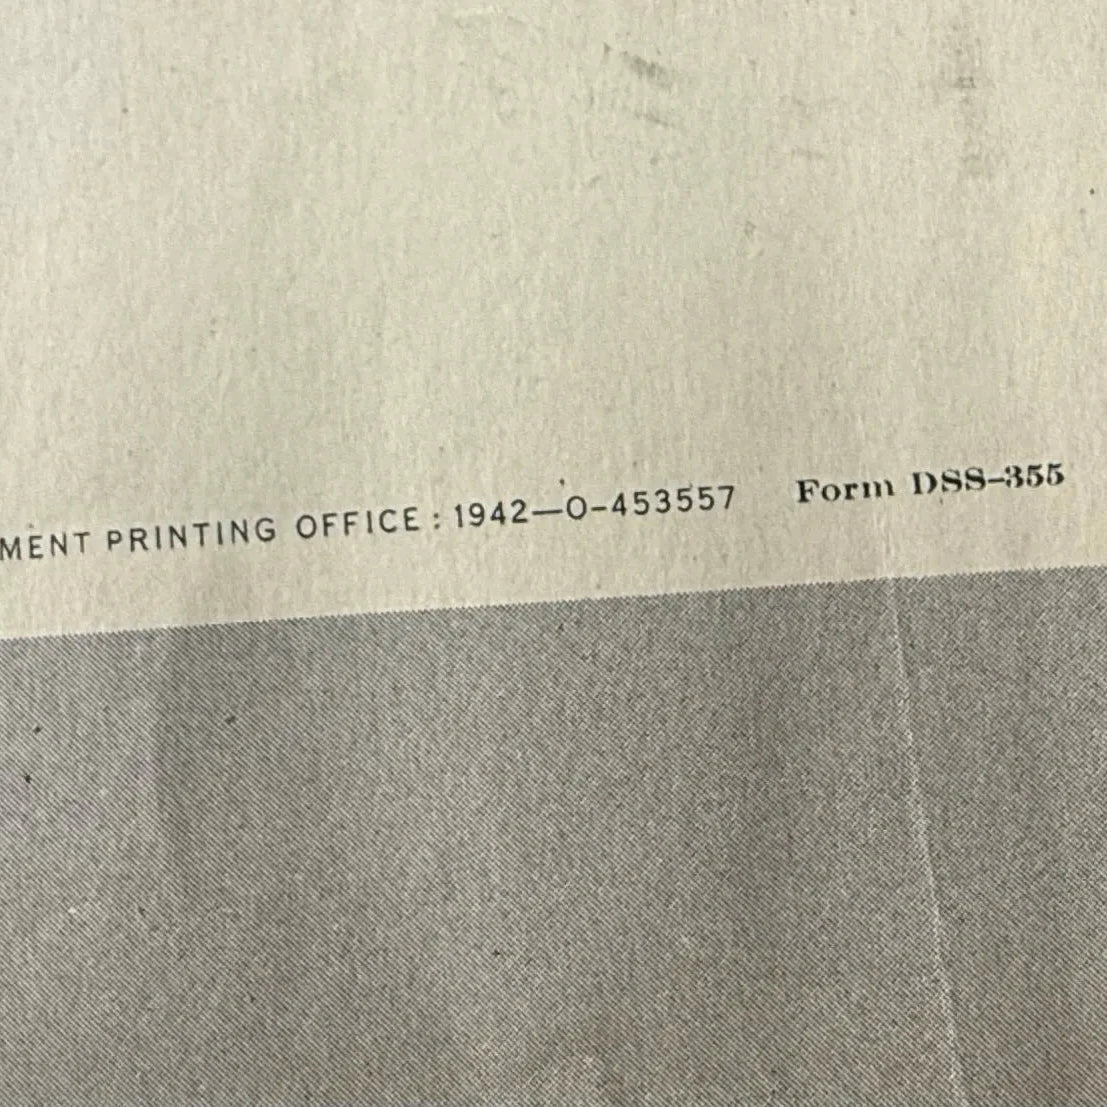 MENT PRINTING OFFICE : 1942—O-453557 Form DSS-355